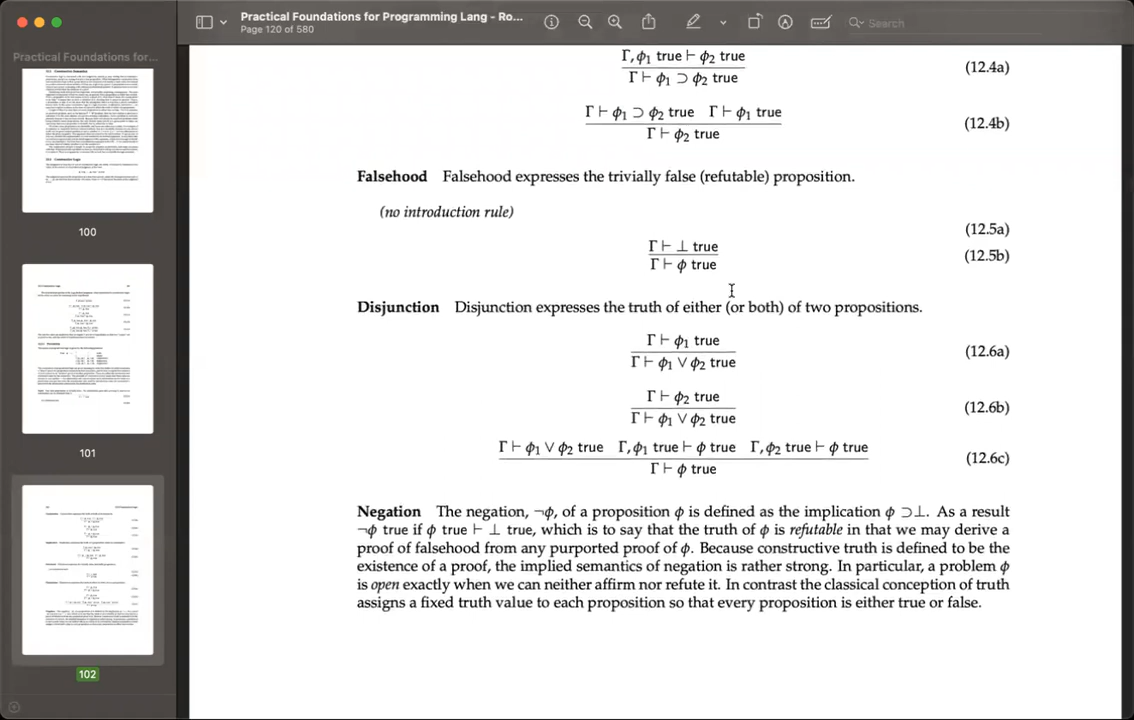 Practical Foundations for Programming Lang - Ro...
Page 120 of 580
Search
Practical Foundations for...
100
101
102
Γ, ϕ1 true ⊢ ϕ2 true
Γ ⊢ ϕ1 ⊃ ϕ2 true
(12.4a)
Γ ⊢ ϕ1 ⊃ ϕ2 true Γ ⊢ ϕ1 true
Γ ⊢ ϕ2 true
(12.4b)
Falsehood Falsehood expresses the trivially false (refutable) proposition.
(no introduction rule)
(12.5a)
Γ ⊢ ⊥ true
Γ ⊢ ϕ true
(12.5b)
Disjunction Disjunction expresses the truth of either (or both) of two propositions.
Γ ⊢ ϕ1 true
Γ ⊢ ϕ1 ∨ ϕ2 true
(12.6a)
Γ ⊢ ϕ2 true
Γ ⊢ ϕ1 ∨ ϕ2 true
(12.6b)
Γ ⊢ ϕ1 ∨ ϕ2 true Γ, ϕ1 true ⊢ ϕ true Γ, ϕ2 true ⊢ ϕ true
Γ ⊢ ϕ true
(12.6c)
Negation The negation, ¬ϕ, of a proposition ϕ is defined as the implication ϕ ⊃⊥. As a result
¬ϕ true if ϕ true ⊢ ⊥ true, which is to say that the truth of ϕ is refutable in that we may derive a
proof of falsehood from any purported proof of ϕ. Because constructive truth is defined to be the
existence of a proof, the implied semantics of negation is rather strong. In particular, a problem ϕ
is open exactly when we can neither affirm nor refute it. In contrast the classical conception of truth
assigns a fixed truth value to each proposition so that every proposition is either true or false.